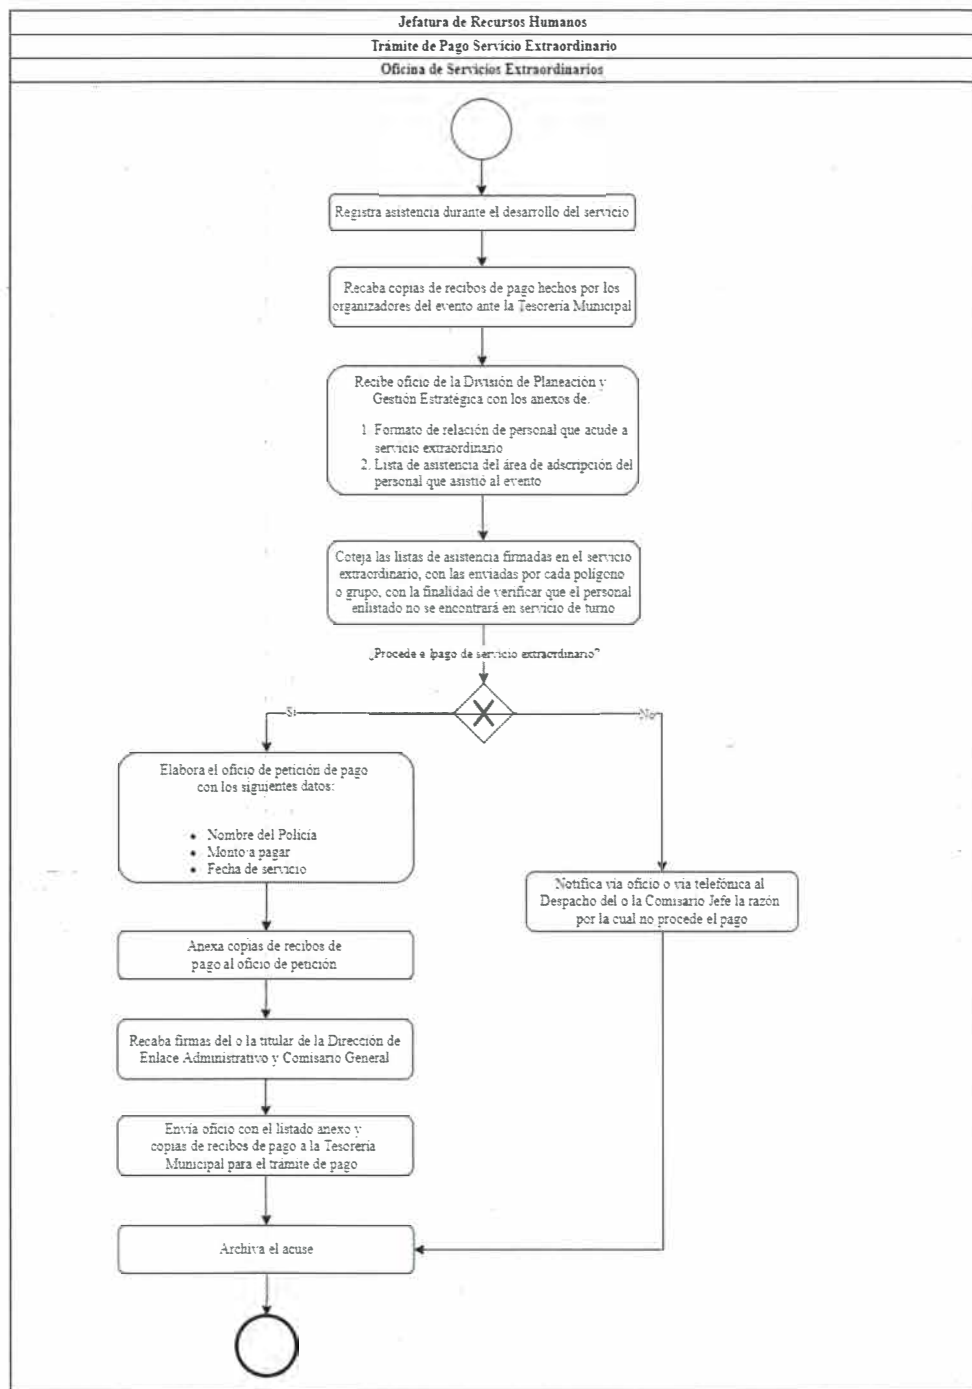 Jefatura de Recursos Humanos
Trámite de Pago Servicio Extraordinario
Oficina de Servicios Extraordinarios
Registra asistencia durante el desarrollo del servicio
Recaba copias de recibos de pago hechos por los
organizadores del evento ante la Tesorería Municipal
Recibe oficio de la División de Planeación y
Gestión Estratégica con los anexos de.
1. Formato de relación de personal que acude a
servicio extraordinario
2. Lista de asistencia del área de adscripción del
personal que asistió al evento
Coteja las listas de asistencia firmadas en el servicio
extraordinario, con las enviadas por cada polígono
o grupo, con la finalidad de verificar que el personal
enlistado no se encontrará en servicio de turno
¿Procede e lpago de servicio extraordinario?
Si
No
Elabora el oficio de petición de pago
con los siguientes datos:
• Nombre del Policía
• Monto a pagar
• Fecha de servicio
Notifica via oficio o via telefónica al
Despacho del o la Comisario Jefe la razón
por la cual no procede el pago
Anexa copias de recibos de
pago al oficio de petición
Recaba firmas del o la titular de la Dirección de
Enlace Administrativo y Comisario General
Envía oficio con el listado anexo y
copias de recibos de pago a la Tesorería
Municipal para el trámite de pago
Archiva el acuse